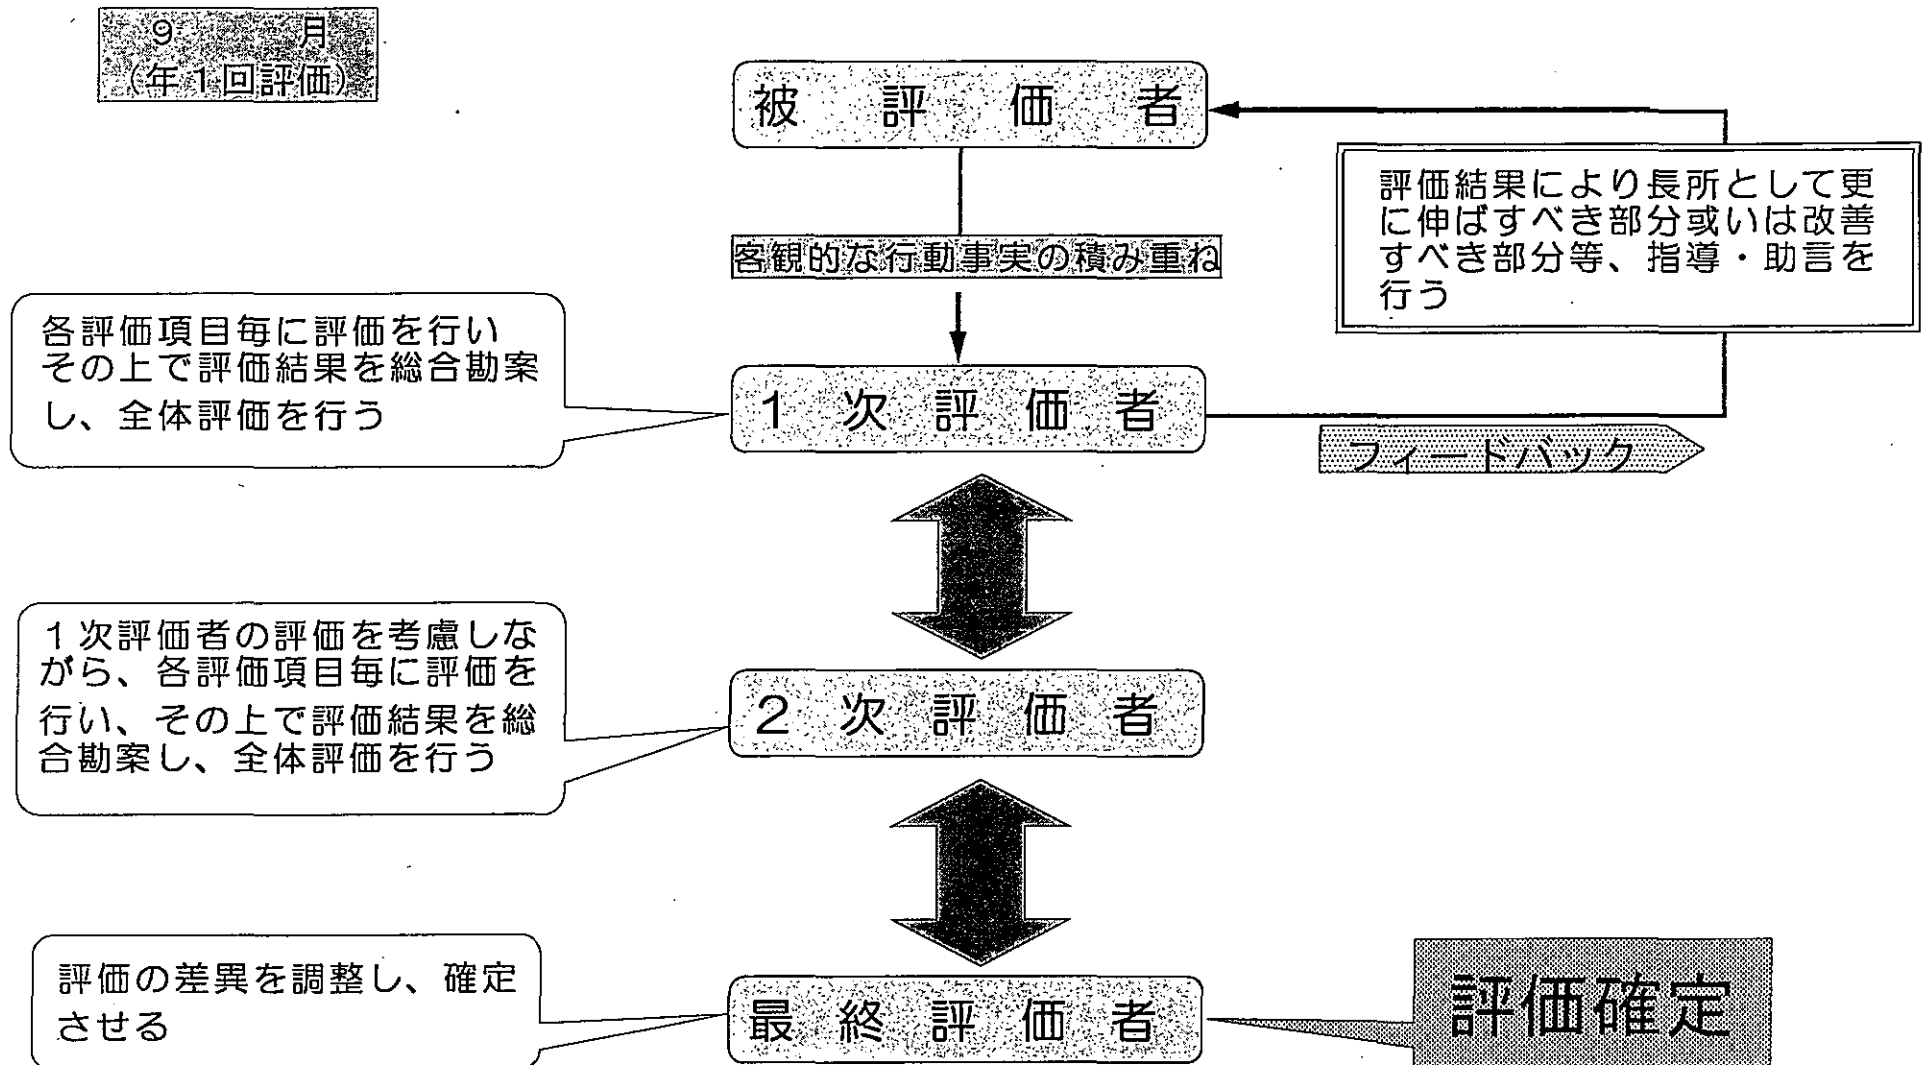 9 月
(年1回評価)
被評価者
評価結果により長所として更
に伸ばすべき部分或いは改善
すべき部分等、指導・助言を
行う
客観的な行動事実の積み重ね
各評価項目毎に評価を行い
その上で評価結果を総合勘案
し、全体評価を行う
1次評価者
フィードバック
1次評価者の評価を考慮しな
がら、各評価項目毎に評価を
行い、その上で評価結果を総
合勘案し、全体評価を行う
2次評価者
評価の差異を調整し、確定
させる
最終評価者
評価確定